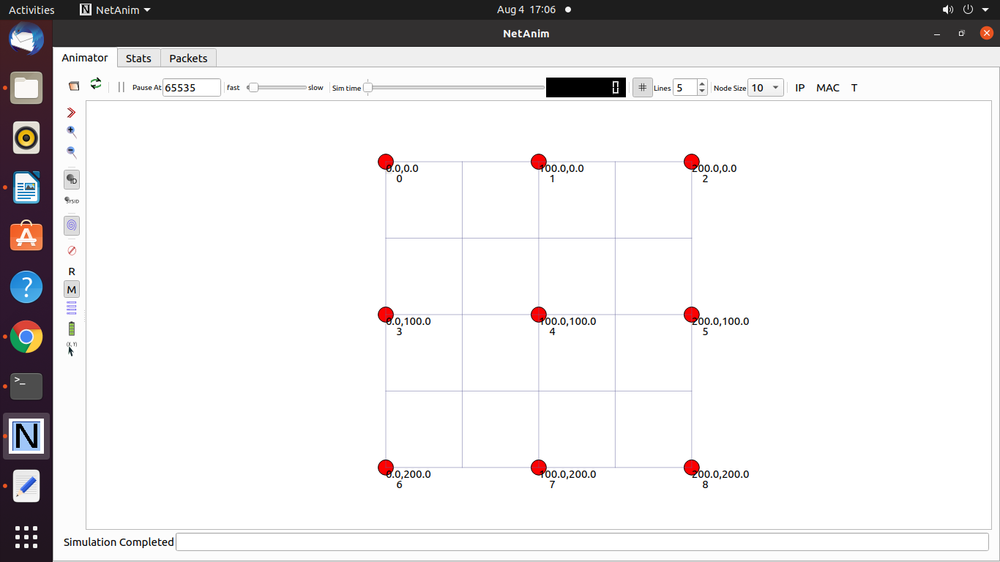 Activities NetAnim Aug 4 17:06
NetAnim
Animator Stats Packets
Pause At 65535 fast slow Sim time 0 # Lines 5 Node Size 10 IP MAC T
ID
SYSID
R
M
(X, Y)
0.0,0.0 100.0,0.0 200.0,0.0
0 1 2
0.0,100.0 100.0,100.0 200.0,100.0
3 4 5
0.0,200.0 100.0,200.0 200.0,200.0
6 7 8
Simulation Completed